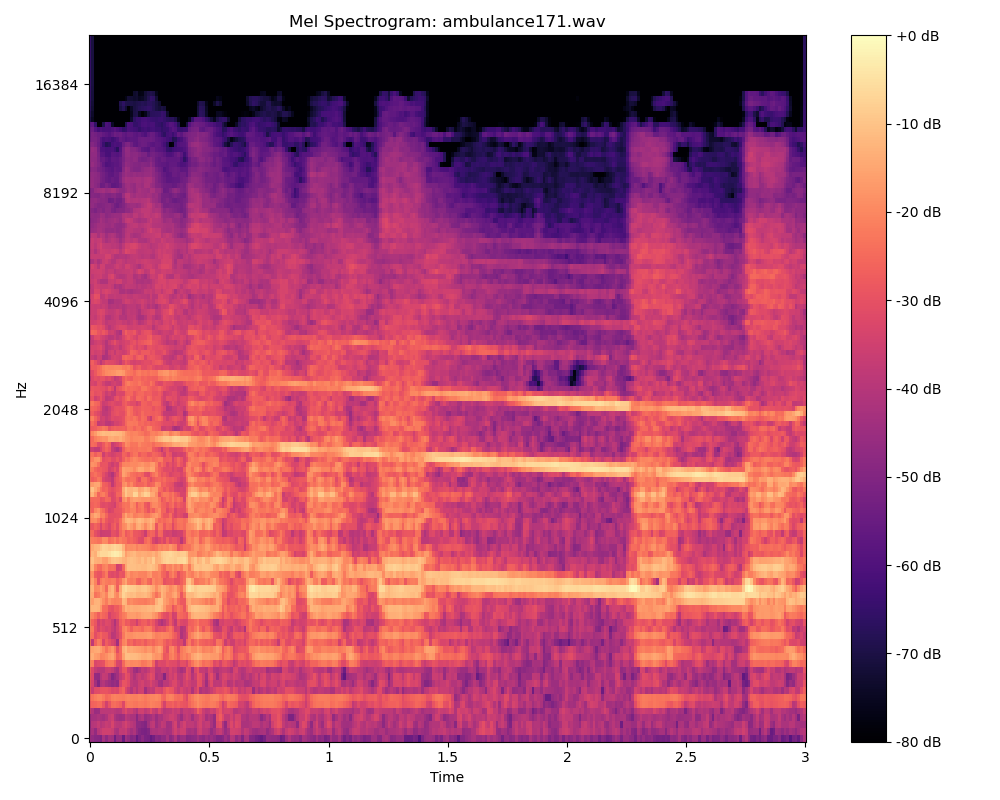 Mel Spectrogram: ambulance171.wav
+0 dB
16384
-10 dB
8192
-20 dB
4096
-30 dB
Hz
2048
-40 dB
1024
-50 dB
512
-60 dB
-70 dB
0
-80 dB
0 0.5 1 1.5 2 2.5 3
Time